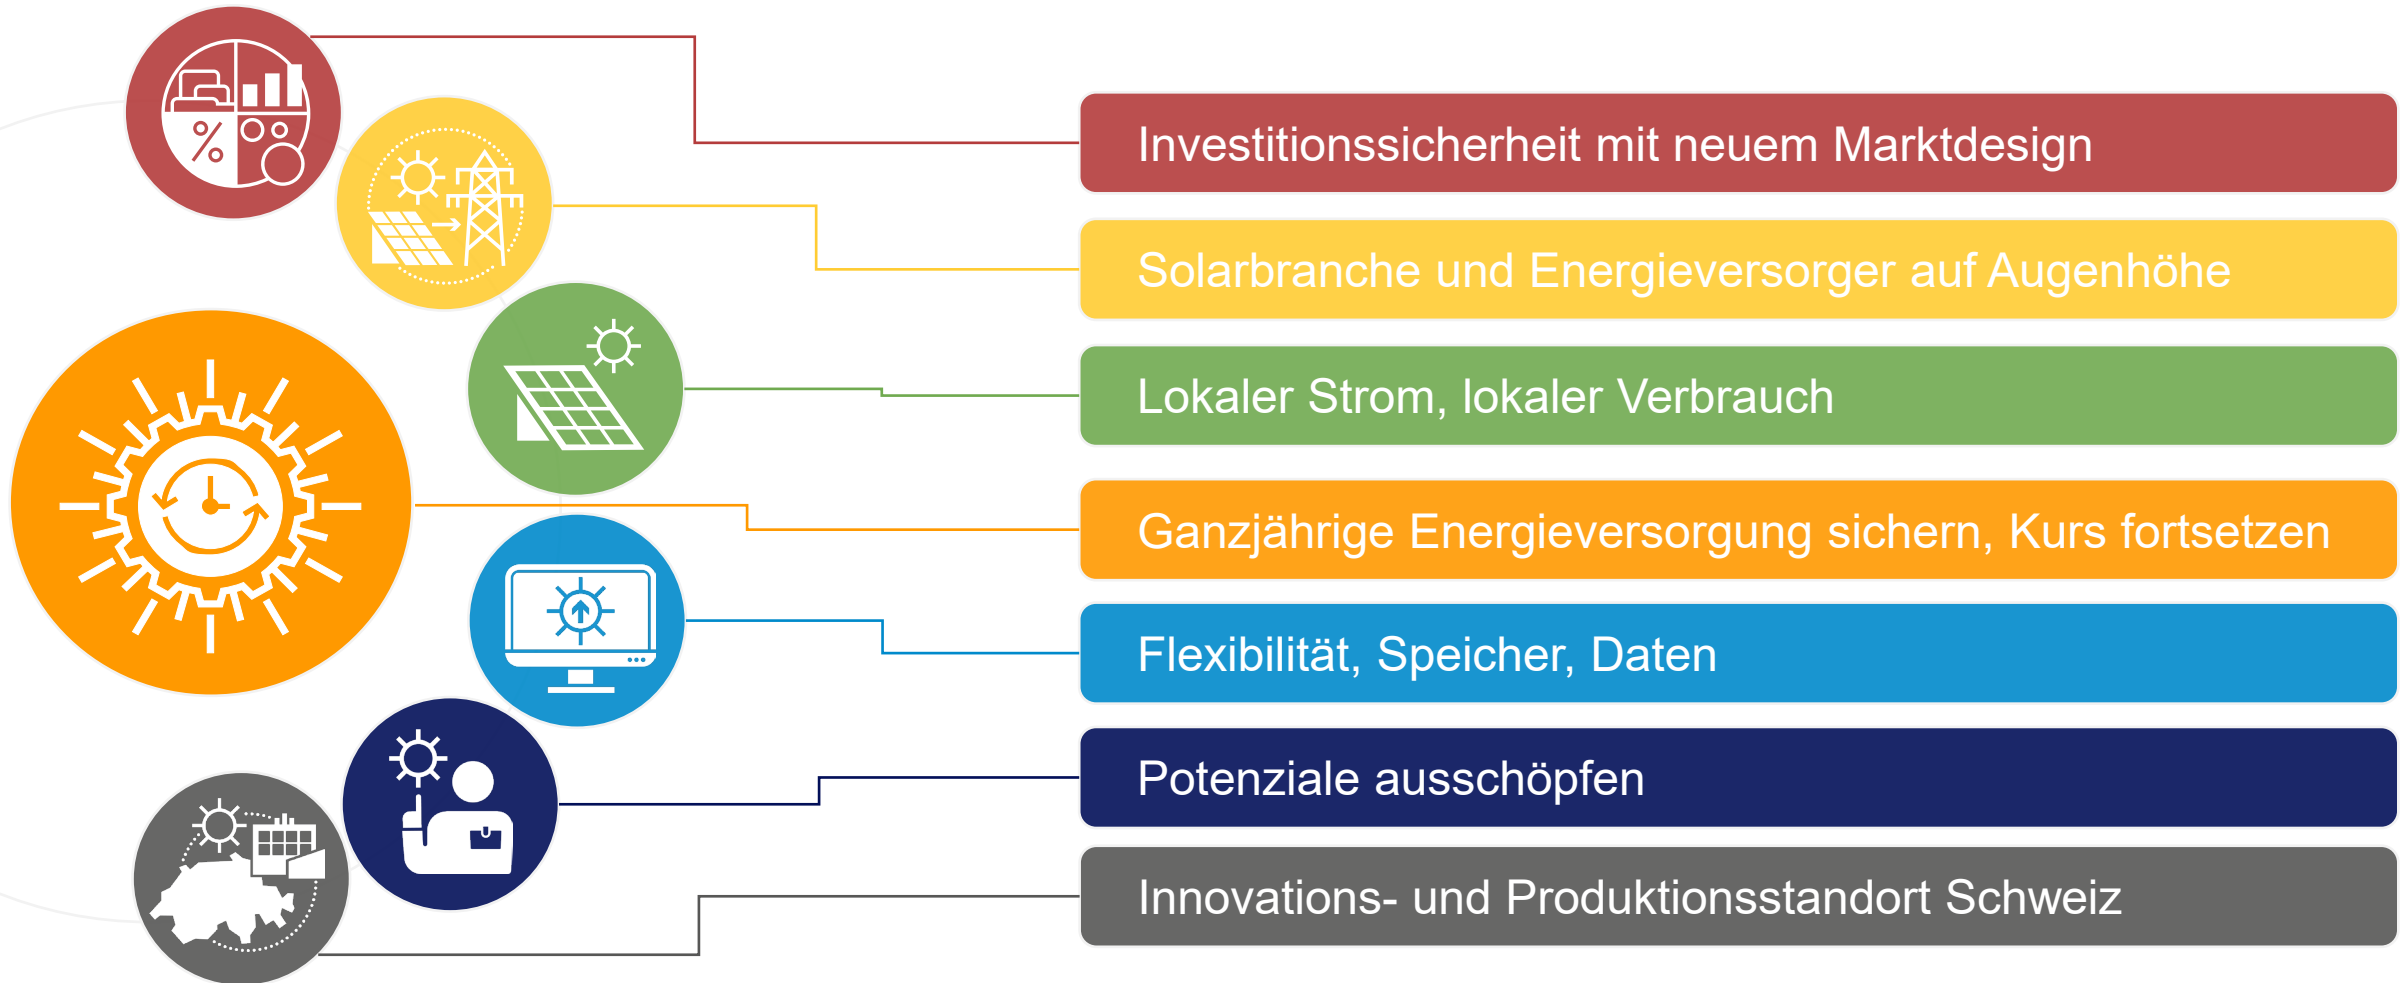 Investitionssicherheit mit neuem Marktdesign
Solarbranche und Energieversorger auf Augenhöhe
Lokaler Strom, lokaler Verbrauch
Ganzjährige Energieversorgung sichern, Kurs fortsetzen
Flexibilität, Speicher, Daten
Potenziale ausschöpfen
Innovations- und Produktionsstandort Schweiz